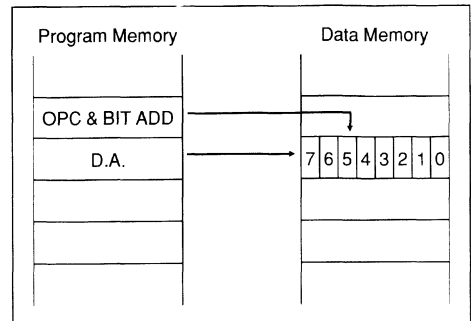 Program Memory
Data Memory
OPC & BIT ADD
D.A.
7 6 5 4 3 2 1 0